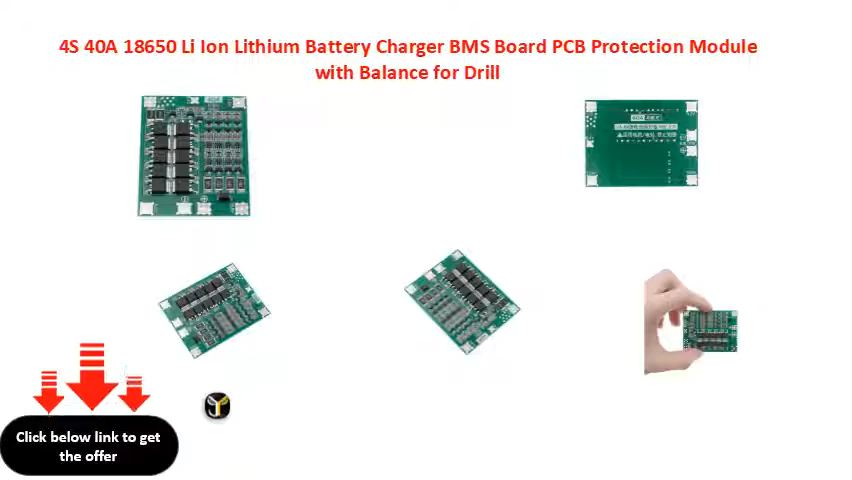 4S 40A 18650 Li Ion Lithium Battery Charger BMS Board PCB Protection Module
with Balance for Drill
Click below link to get
the offer